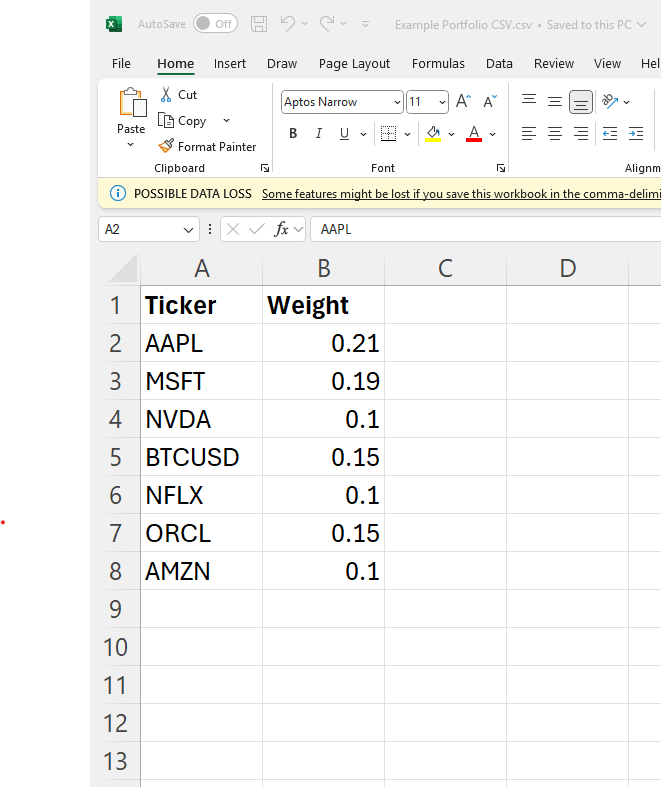 AutoSave Off Example Portfolio CSV.csv • Saved to this PC
File Home Insert Draw Page Layout Formulas Data Review View Hel
Paste
Cut
Copy
Format Painter
Clipboard
Aptos Narrow 11 A A
B I U A
Font
ab
Alignm
POSSIBLE DATA LOSS Some features might be lost if you save this workbook in the comma-delimi
A2 fx AAPL
A B C D
1 Ticker Weight
2 AAPL 0.21
3 MSFT 0.19
4 NVDA 0.1
5 BTCUSD 0.15
6 NFLX 0.1
7 ORCL 0.15
8 AMZN 0.1
9
10
11
12
13